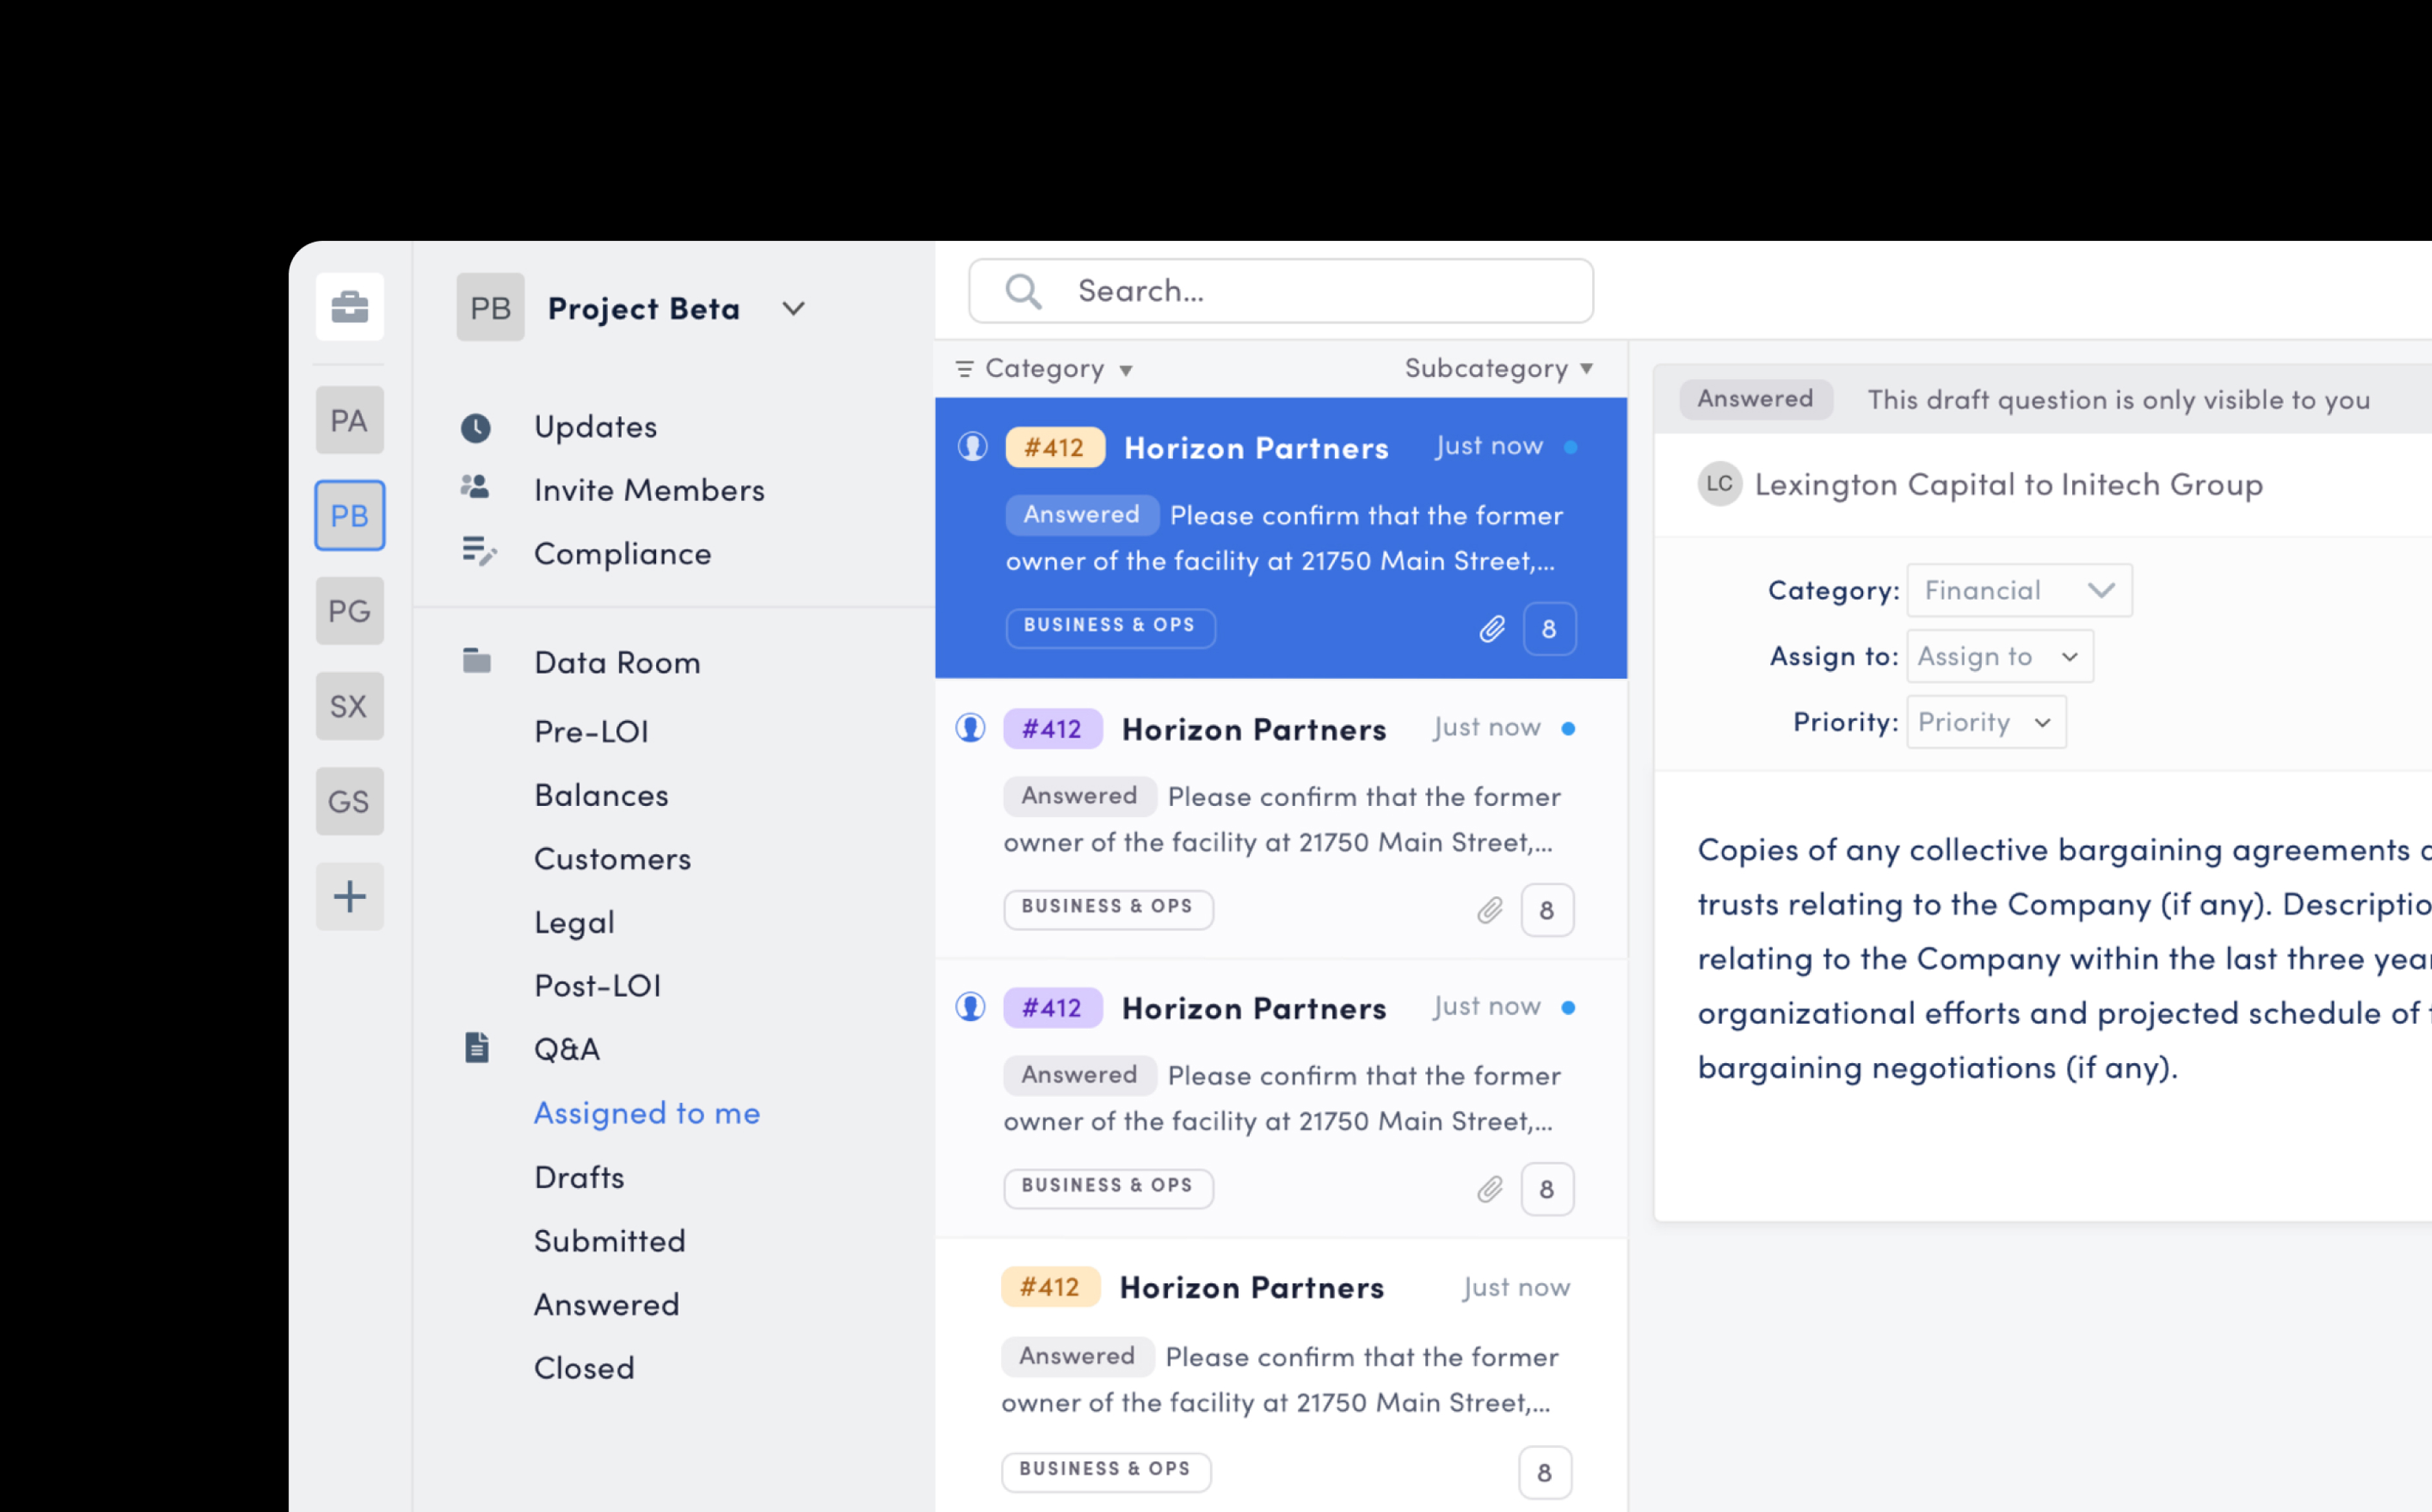 PA
PB
PG
SX
GS
PB Project Beta
Updates
Invite Members
Compliance
Data Room
Pre-LOI
Balances
Customers
Legal
Post-LOI
Q&A
Assigned to me
Drafts
Submitted
Answered
Closed
Search...
Category
Subcategory
#412 Horizon Partners Just now
Answered Please confirm that the former
owner of the facility at 21750 Main Street,...
BUSINESS & OPS 8
#412 Horizon Partners Just now
Answered Please confirm that the former
owner of the facility at 21750 Main Street,...
BUSINESS & OPS 8
#412 Horizon Partners Just now
Answered Please confirm that the former
owner of the facility at 21750 Main Street,...
BUSINESS & OPS 8
#412 Horizon Partners Just now
Answered Please confirm that the former
owner of the facility at 21750 Main Street,...
BUSINESS & OPS 8
Answered This draft question is only visible to you
LC Lexington Capital to Initech Group
Category: Financial
Assign to: Assign to
Priority: Priority
Copies of any collective bargaining agreements
trusts relating to the Company (if any).
relating to the Company within the last three
organizational efforts and projected schedule of
bargaining negotiations (if any).